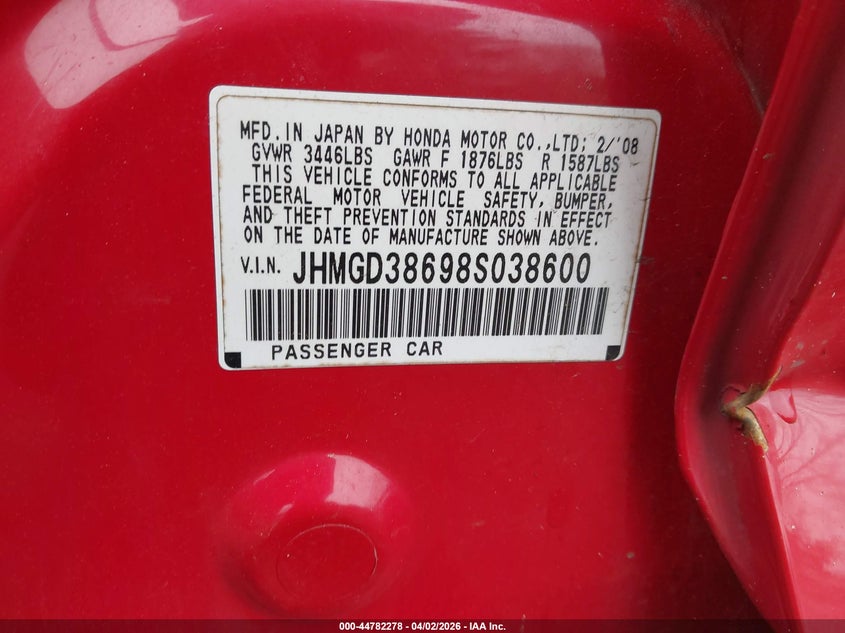 MFD. IN JAPAN BY HONDA MOTOR CO.,LTD; 2/'08
GVWR 3446LBS GAWR F 1876LBS R 1587LBS
THIS VEHICLE CONFORMS TO ALL APPLICABLE
FEDERAL MOTOR VEHICLE SAFETY, BUMPER,
AND THEFT PREVENTION STANDARDS IN EFFECT
ON THE DATE OF MANUFACTURE SHOWN ABOVE.
V.I.N. JHMGD38698S038600
PASSENGER CAR
000-44782278 - 04/02/2026 - IAA Inc.